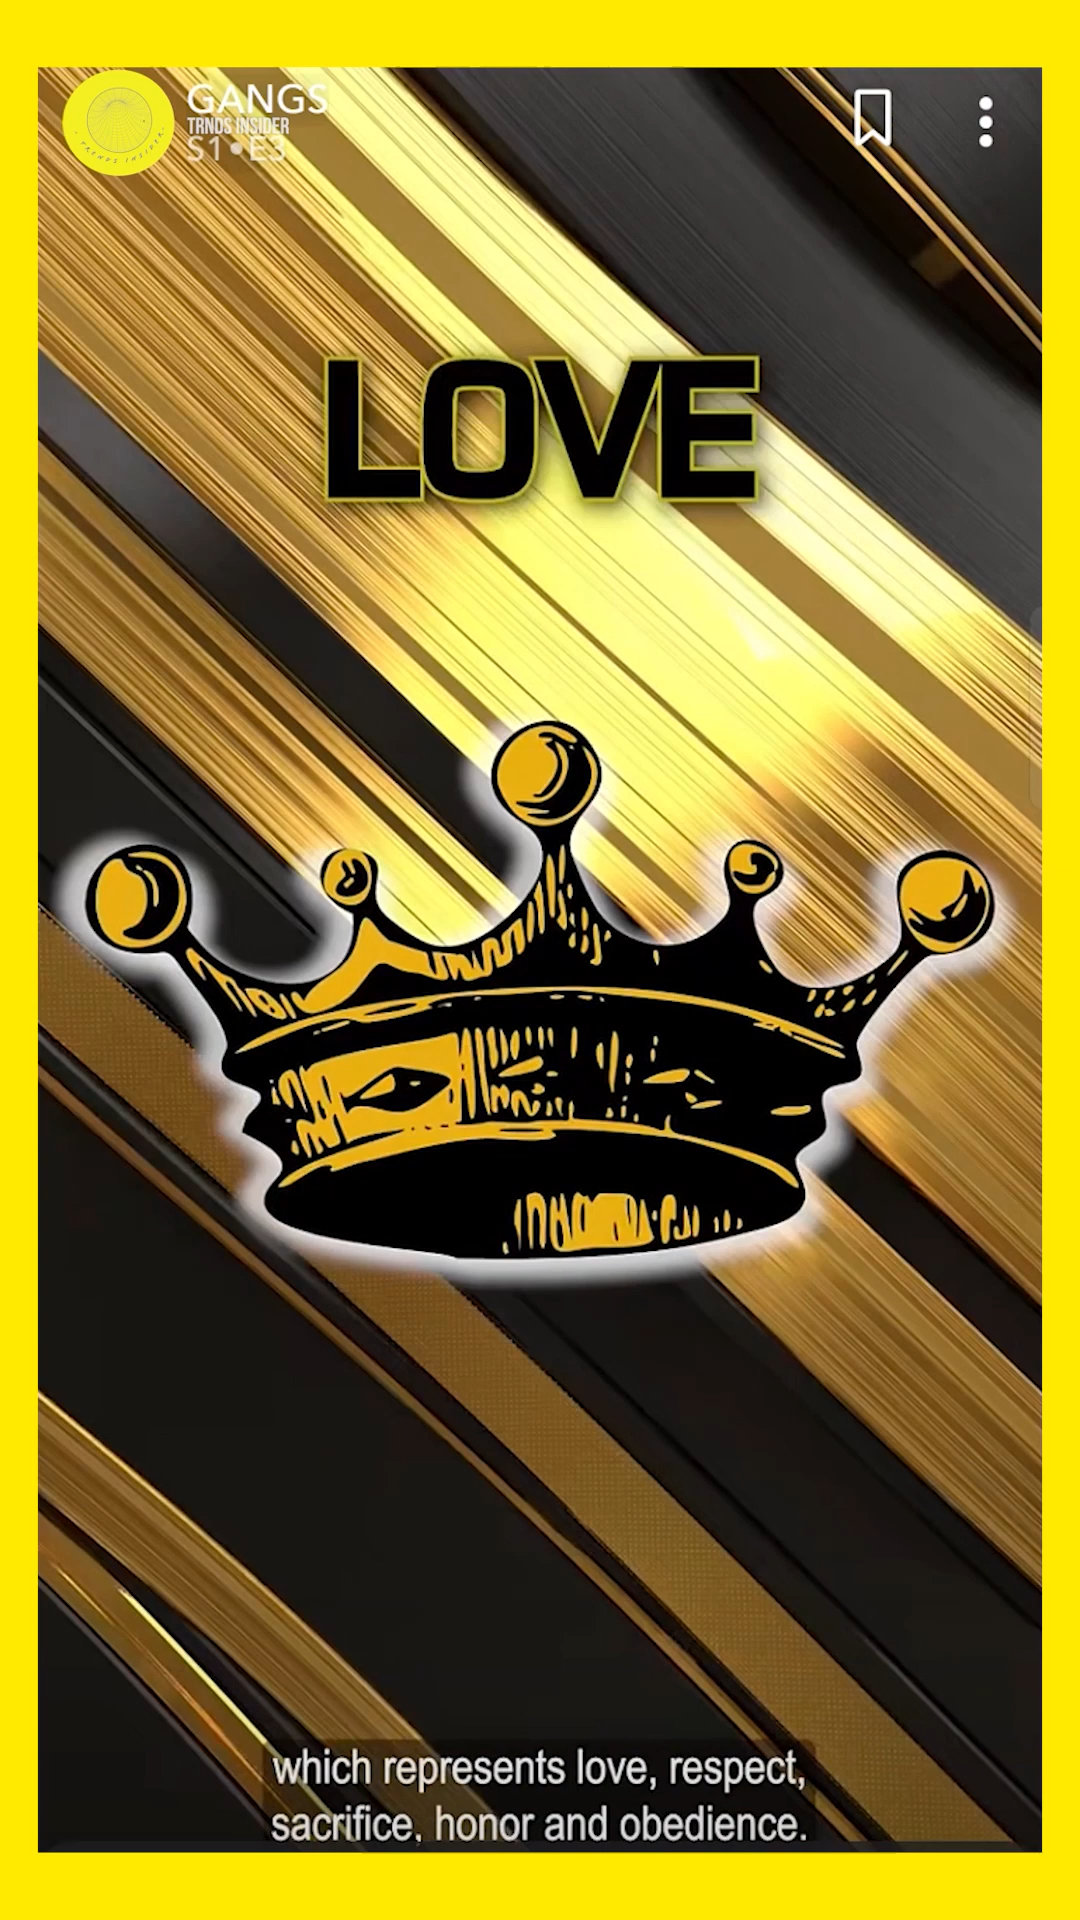 GANGS
TRNDS INSIDER
S1•E3
LOVE
which represents love, respect,
sacrifice, honor and obedience.